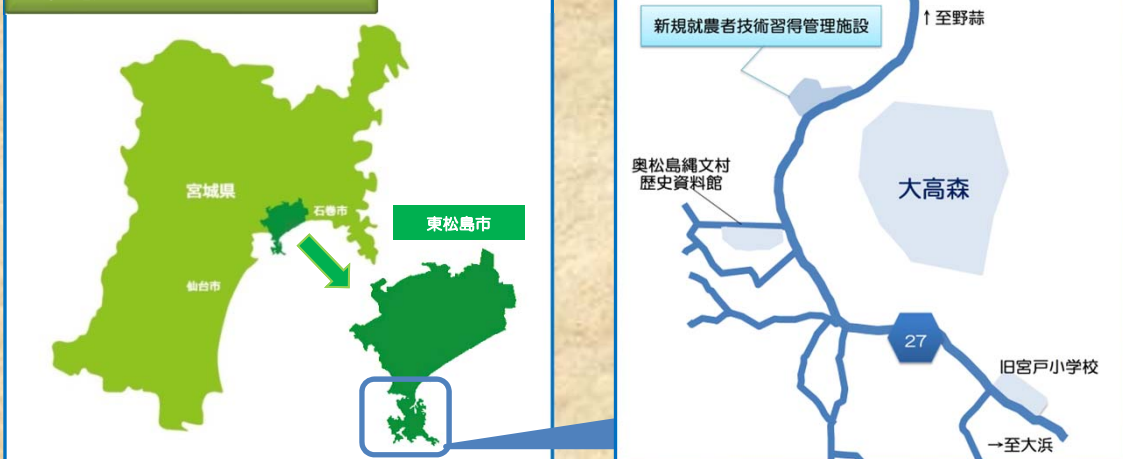 宮城県
石巻市
仙台市
東松島市
新規就農者技術習得管理施設
↑至野蒜
奥松島縄文村
歴史資料館
大高森
27
旧宮戸小学校
→至大浜